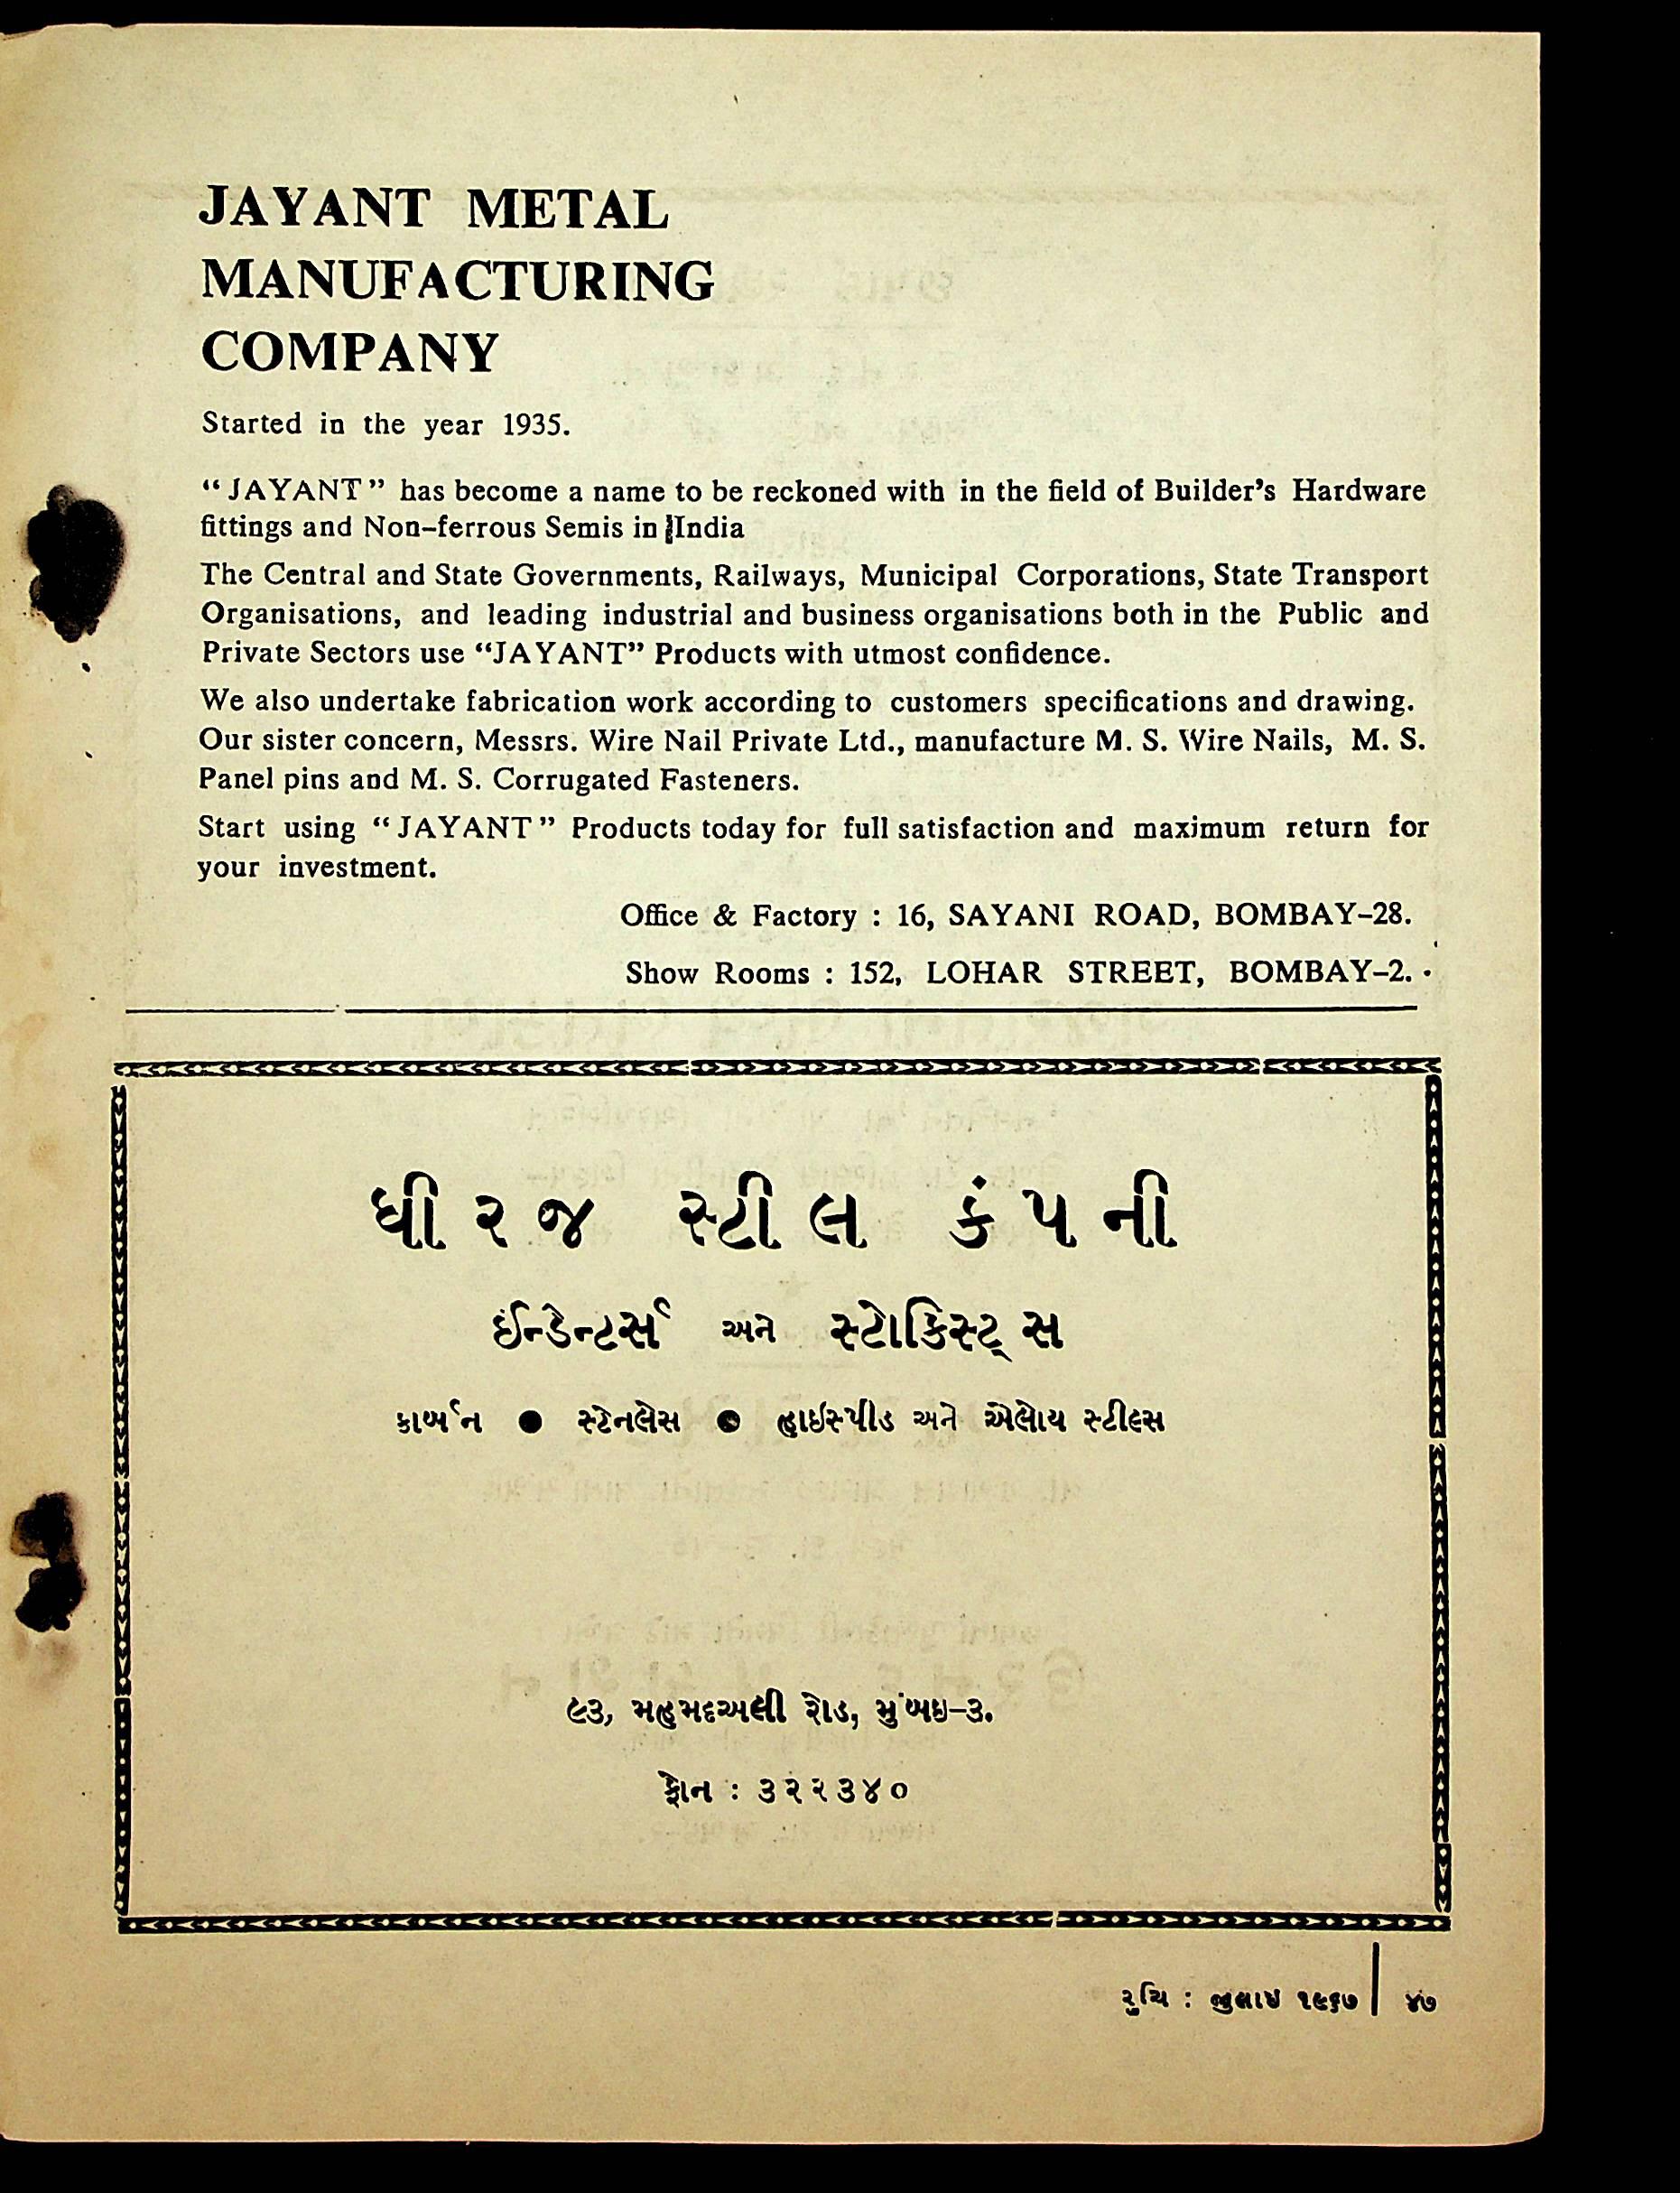 JAYANT METAL
MANUFACTURING
COMPANY
Started in the year 1935.
“JAYANT” has become a name to be reckoned with in the field of Builder’s Hardware
fittings and Non-ferrous Semis in India
The Central and State Governments, Railways, Municipal Corporations, State Transport
Organisations, and leading industrial and business organisations both in the Public and
Private Sectors use “JAYANT” Products with utmost confidence.
We also undertake fabrication work according to customers specifications and drawing.
Our sister concern, Messrs. Wire Nail Private Ltd., manufacture M. S. Wire Nails, M. S.
Panel pins and M. S. Corrugated Fasteners.
Start using “JAYANT” Products today for full satisfaction and maximum return for
your investment.
Office & Factory : 16, SAYANI ROAD, BOMBAY-28.
Show Rooms : 152, LOHAR STREET, BOMBAY-2.
ધીરજ સ્ટીલ કંપની
ઈન્ડેન્ટર્સ અને સ્ટોકિસ્ટ્સ
કાર્બન ● સ્ટેનલેસ ● હાઇસ્પીડ અને એલોય સ્ટીલ્સ
૯૩, મહમદઅલી રોડ, મુંબઇ-૩.
ફોન : ૩૨૨૩૪૦
રુચિ : જુલાઇ ૧૯૬૭ | ૪૭